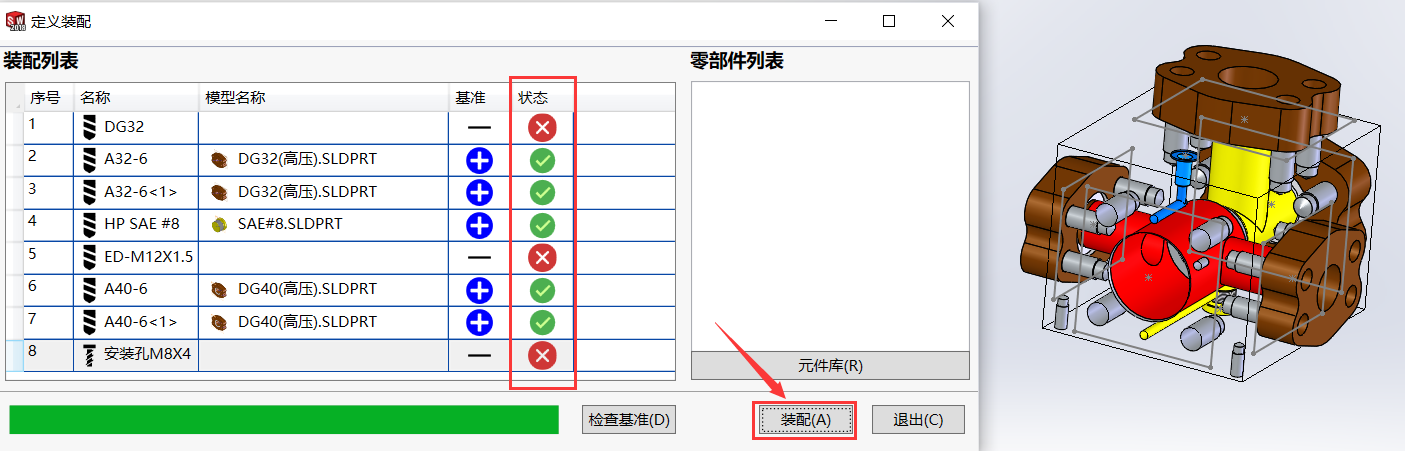 定义装配
装配列表
零部件列表
序号 名称 模型名称 基准 状态
1 DG32
2 A32-6 DG32(高压).SLDPRT
3 A32-6<1> DG32(高压).SLDPRT
4 HP SAE #8 SAE#8.SLDPRT
5 ED-M12X1.5
6 A40-6 DG40(高压).SLDPRT
7 A40-6<1> DG40(高压).SLDPRT
8 安装孔M8X4
元件库(R)
检查基准(D) 装配(A) 退出(C)